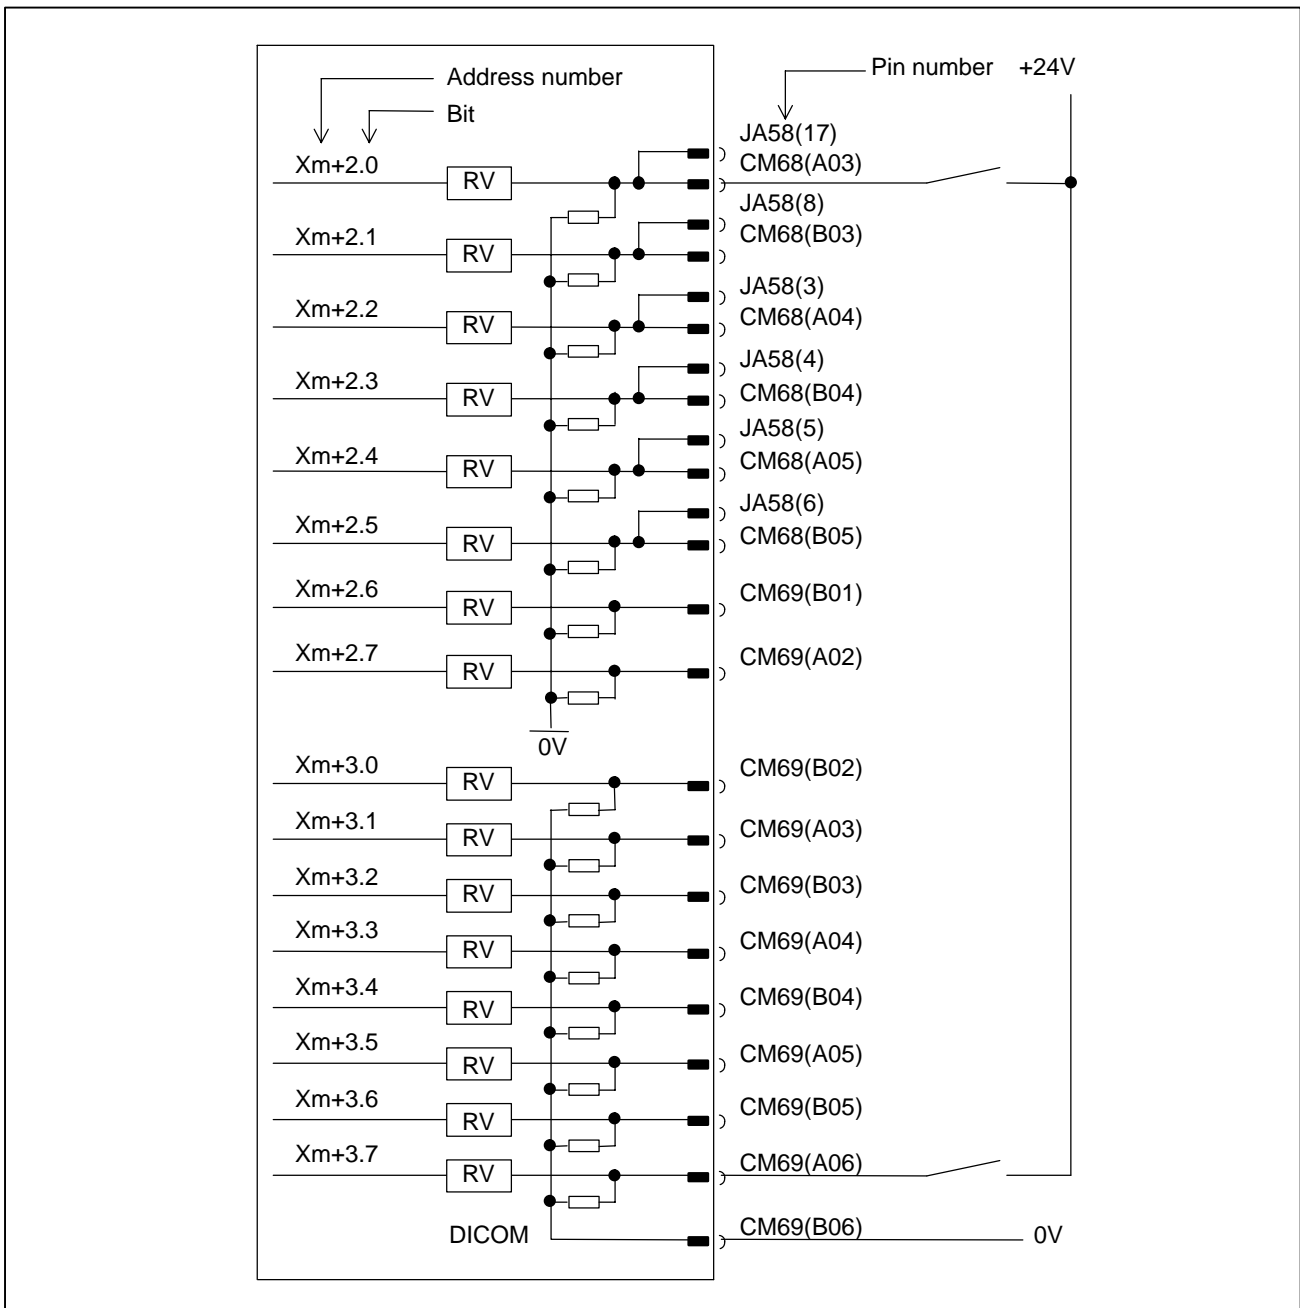 Address number
Pin number +24V
Bit
JA58(17)
Xm+2.0 RV CM68(A03)
JA58(8)
Xm+2.1 RV CM68(B03)
JA58(3)
Xm+2.2 RV CM68(A04)
JA58(4)
Xm+2.3 RV CM68(B04)
JA58(5)
Xm+2.4 RV CM68(A05)
JA58(6)
Xm+2.5 RV CM68(B05)
Xm+2.6 RV CM69(B01)
Xm+2.7 RV CM69(A02)
0V
Xm+3.0 RV CM69(B02)
Xm+3.1 RV CM69(A03)
Xm+3.2 RV CM69(B03)
Xm+3.3 RV CM69(A04)
Xm+3.4 RV CM69(B04)
Xm+3.5 RV CM69(A05)
Xm+3.6 RV CM69(B05)
Xm+3.7 RV CM69(A06)
DICOM CM69(B06) 0V